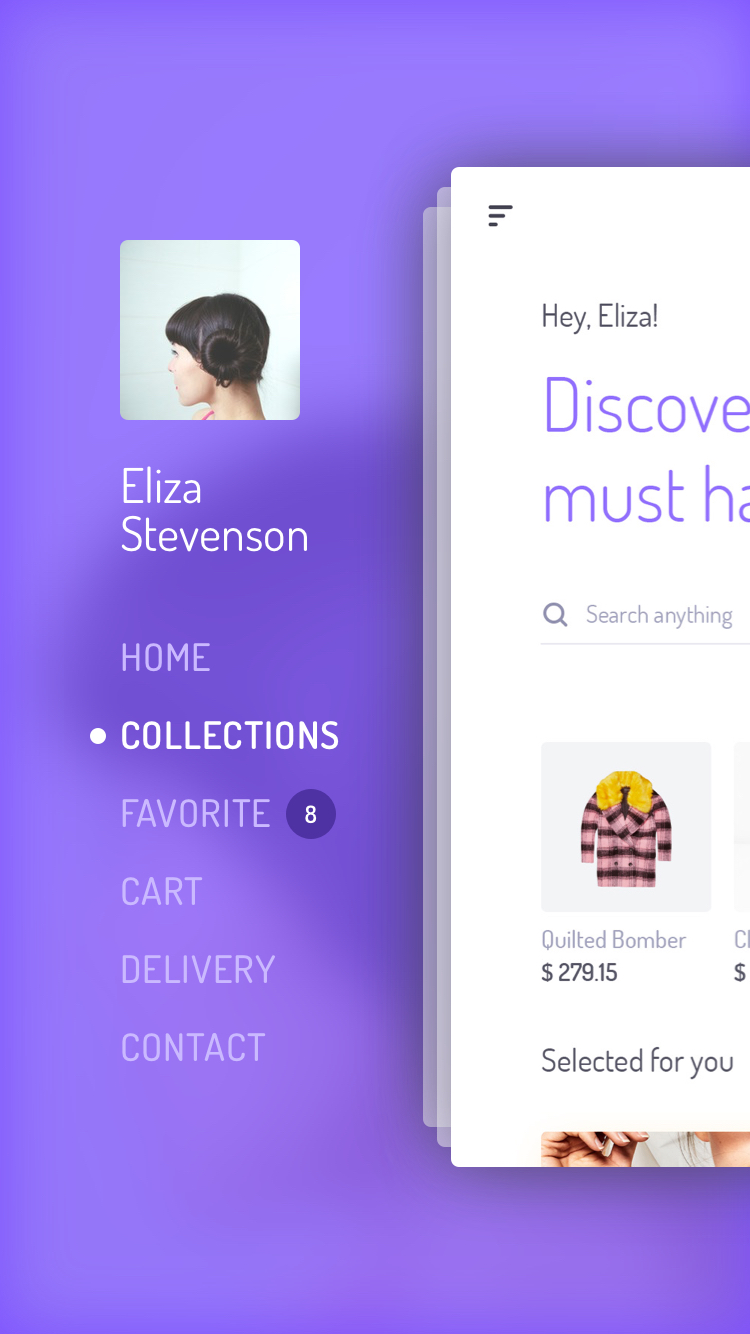 Eliza
Stevenson
HOME
COLLECTIONS
FAVORITE 8
CART
DELIVERY
CONTACT
Hey, Eliza!
Discove
must ha
Search anything
Quilted Bomber
$ 279.15
$
Selected for you